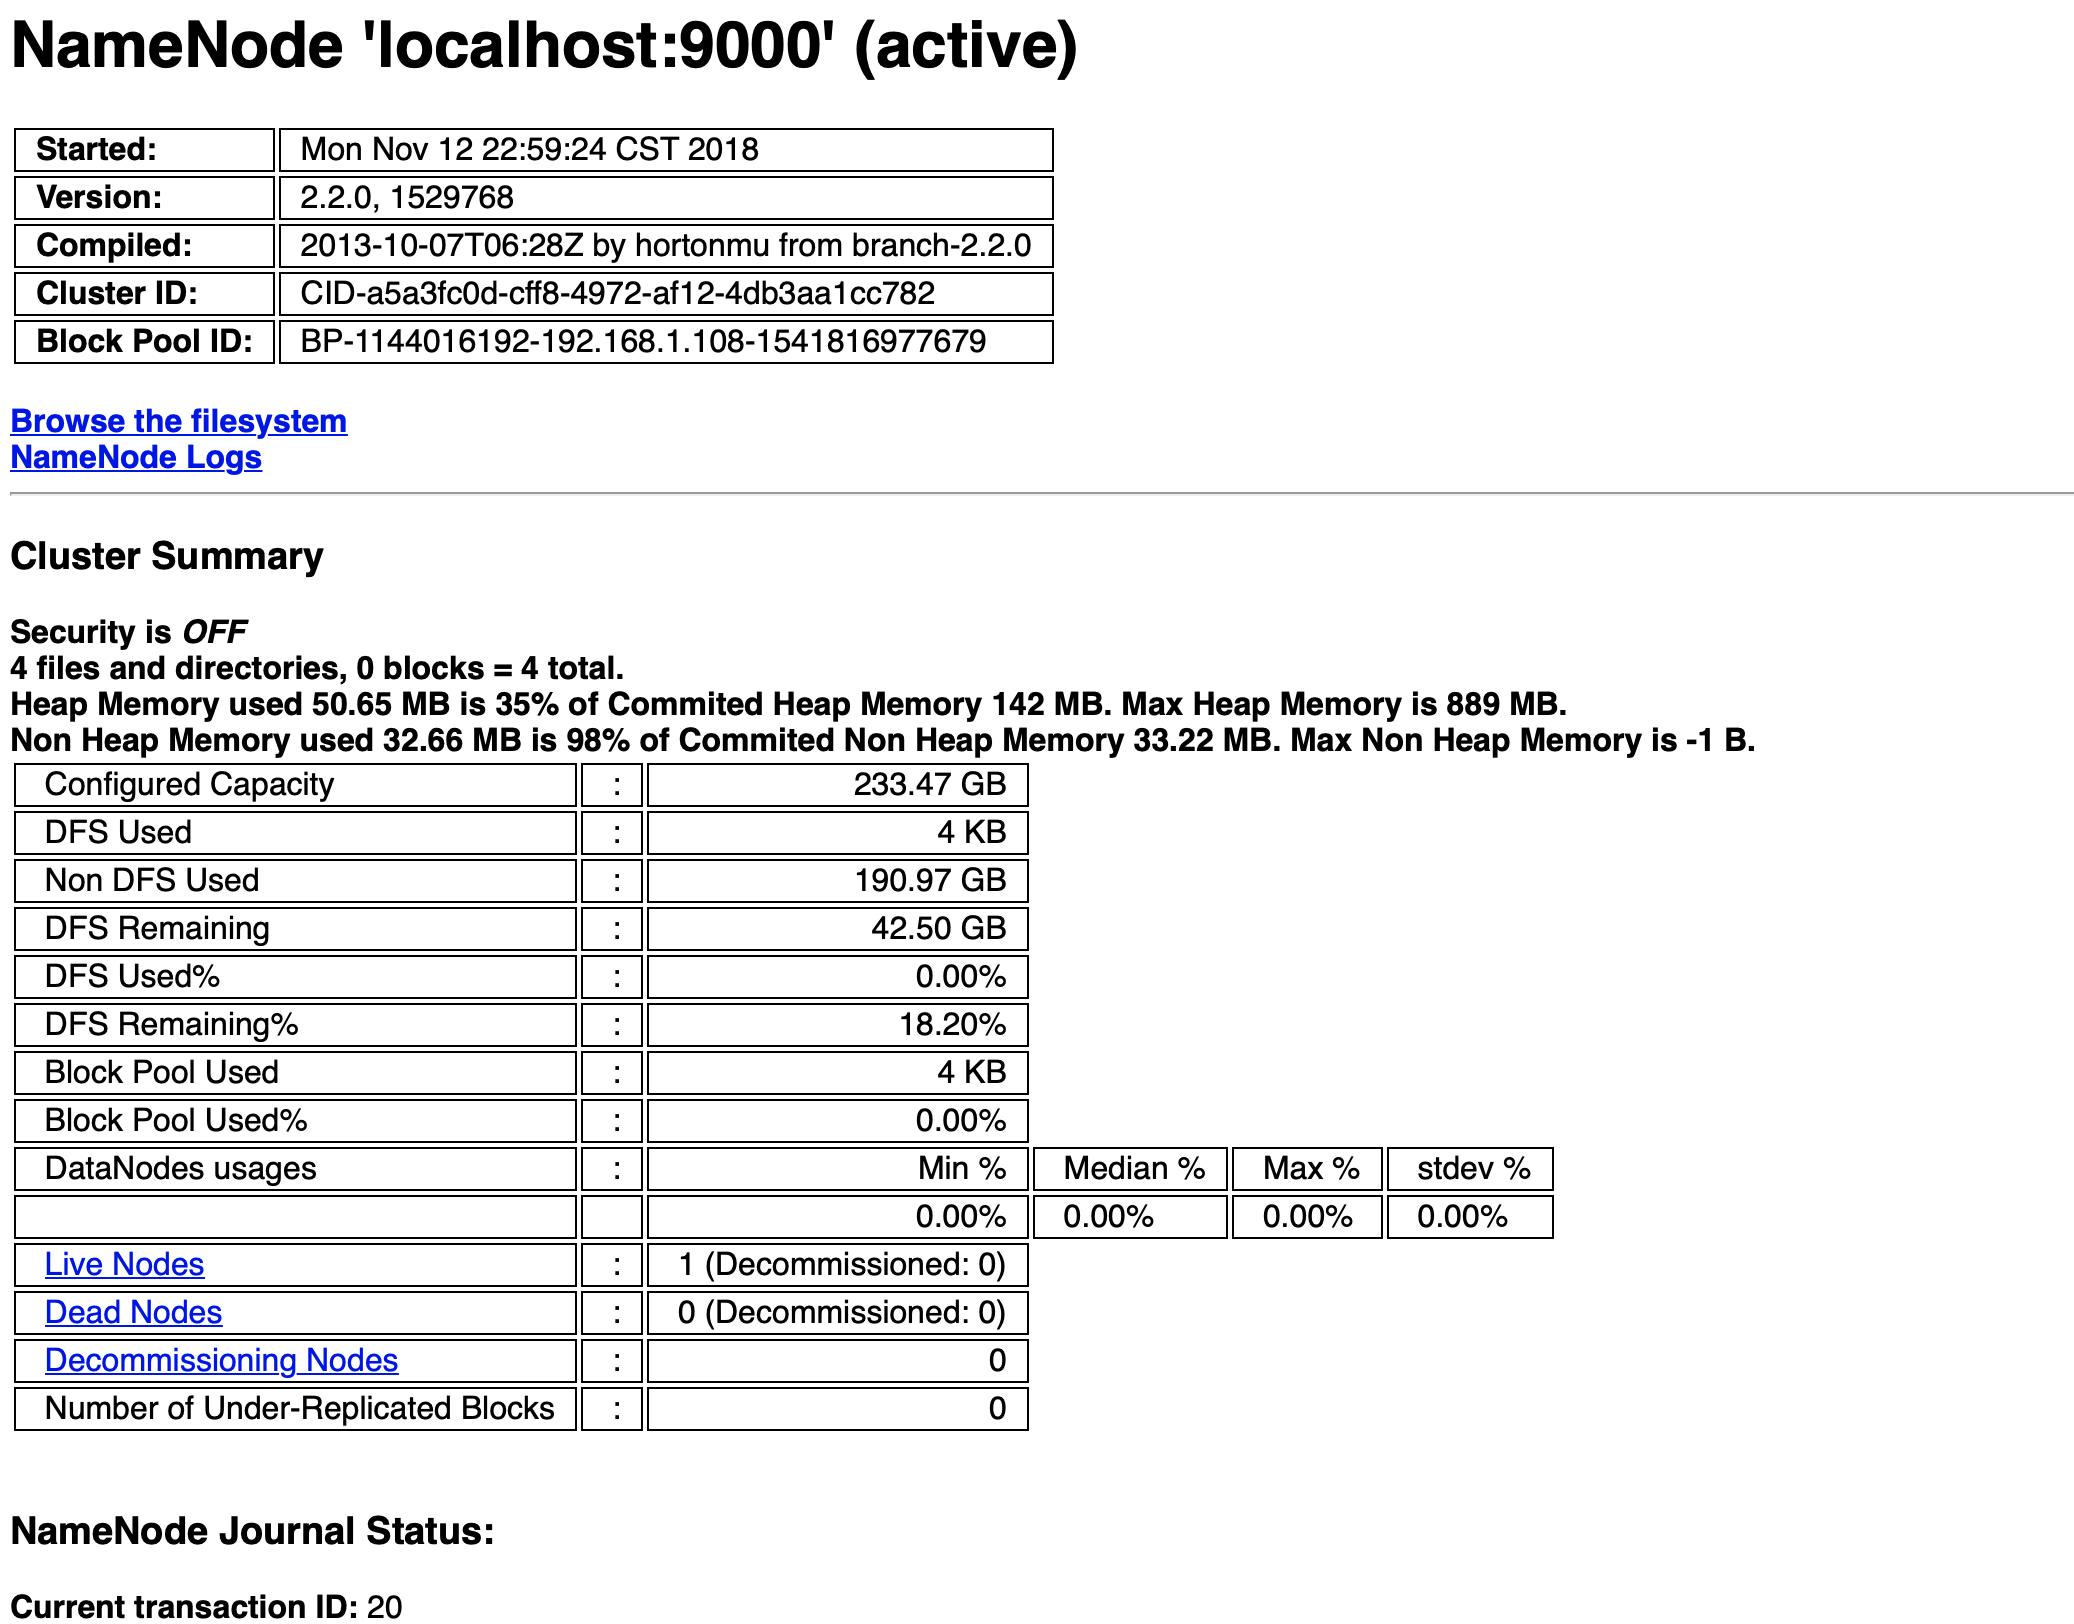 NameNode 'localhost:9000' (active)
Started: Mon Nov 12 22:59:24 CST 2018
Version: 2.2.0, 1529768
Compiled: 2013-10-07T06:28Z by hortonmu from branch-2.2.0
Cluster ID: CID-a5a3fc0d-cff8-4972-af12-4db3aa1cc782
Block Pool ID: BP-1144016192-192.168.1.108-1541816977679
Browse the filesystem
NameNode Logs
Cluster Summary
Security is OFF
4 files and directories, 0 blocks = 4 total.
Heap Memory used 50.65 MB is 35% of Commited Heap Memory 142 MB. Max Heap Memory is 889 MB.
Non Heap Memory used 32.66 MB is 98% of Commited Non Heap Memory 33.22 MB. Max Non Heap Memory is -1 B.
Configured Capacity : 233.47 GB
DFS Used : 4 KB
Non DFS Used : 190.97 GB
DFS Remaining : 42.50 GB
DFS Used% : 0.00%
DFS Remaining% : 18.20%
Block Pool Used : 4 KB
Block Pool Used% : 0.00%
DataNodes usages : Min % Median % Max % stdev %
0.00% 0.00% 0.00% 0.00%
Live Nodes : 1 (Decommissioned: 0)
Dead Nodes : 0 (Decommissioned: 0)
Decommissioning Nodes : 0
Number of Under-Replicated Blocks : 0
NameNode Journal Status:
Current transaction ID: 20